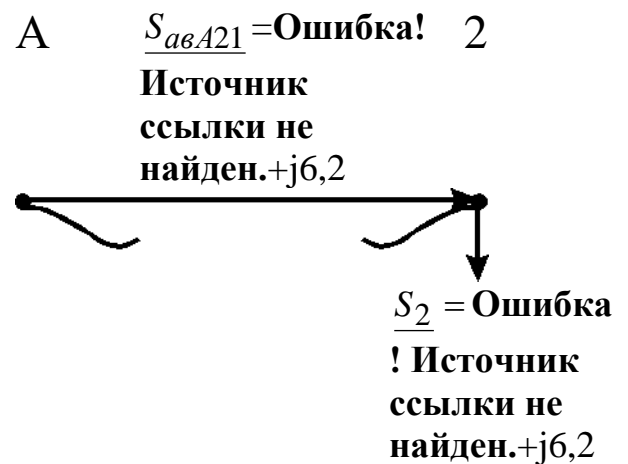 А S_авА21 =Ошибка! 2
Источник
ссылки не
найден.+j6,2
S_2 = Ошибка
! Источник
ссылки не
найден.+j6,2